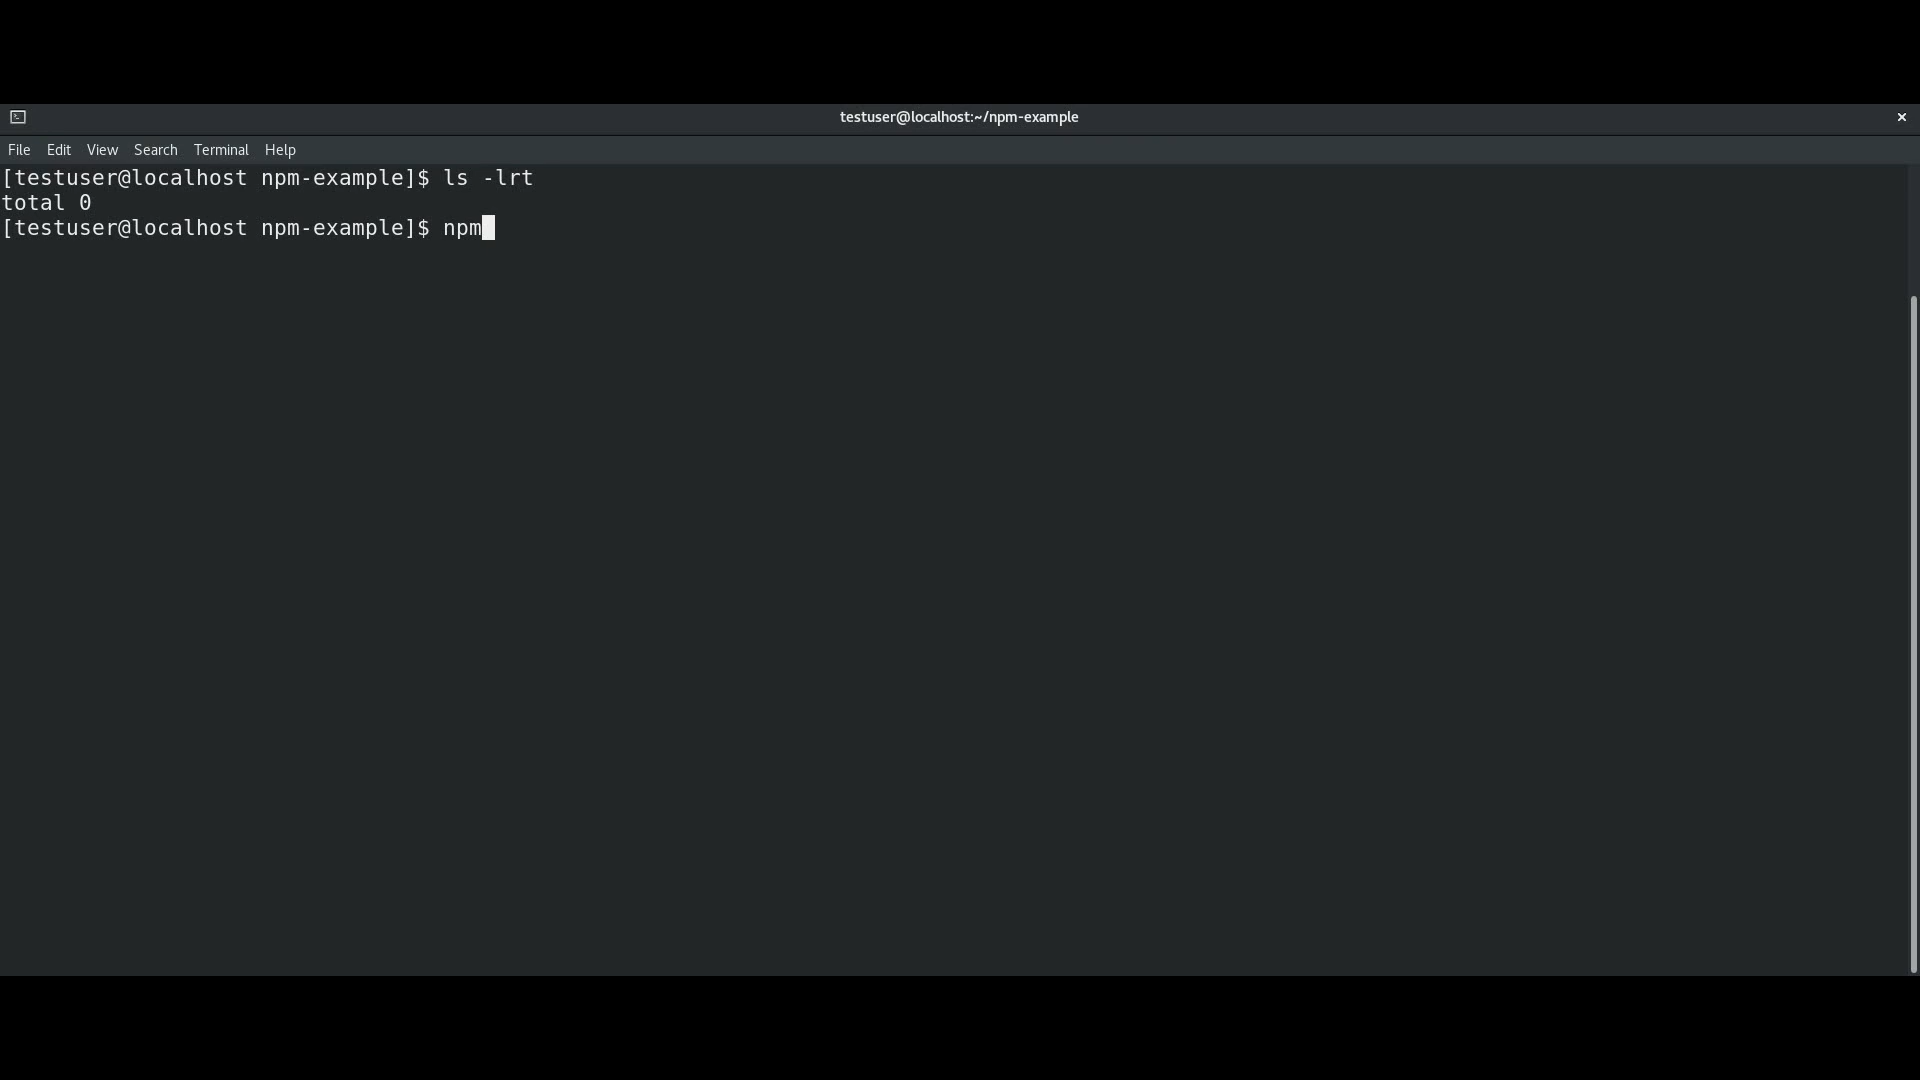 testuser@localhost:~/npm-example
File Edit View Search Terminal Help
[testuser@localhost npm-example]$ ls -lrt
total 0
[testuser@localhost npm-example]$ npm